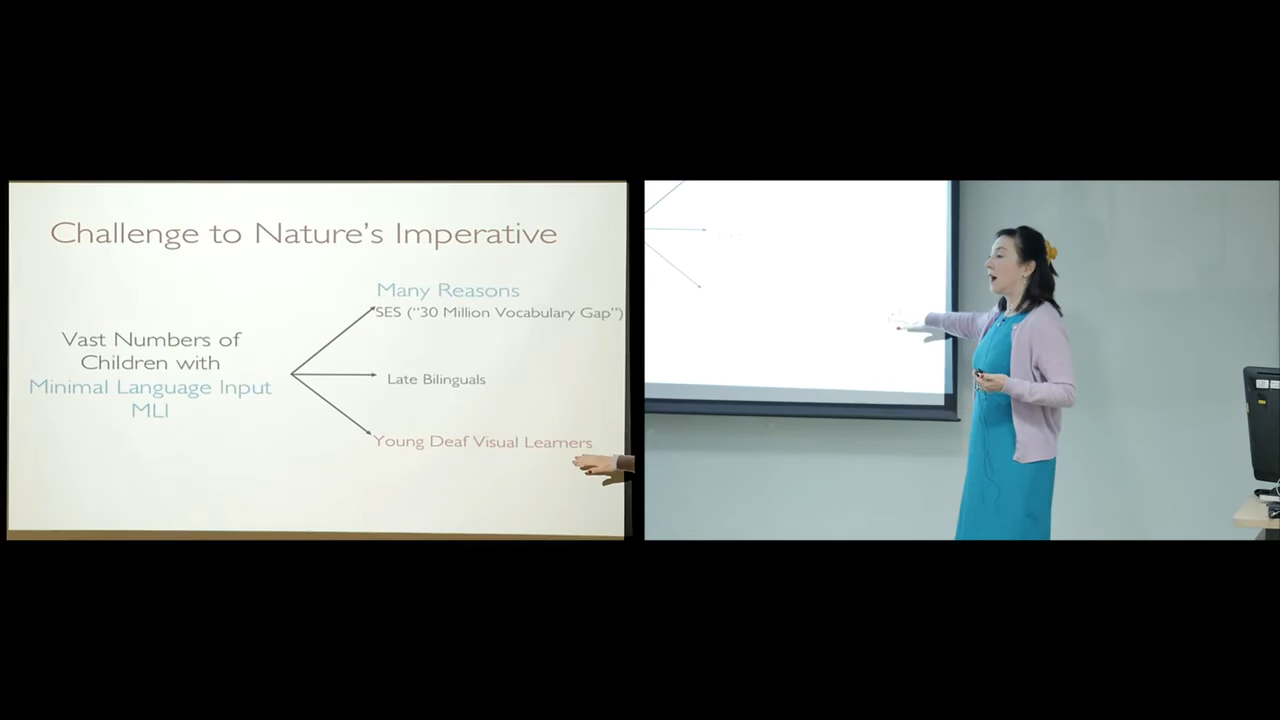 Challenge to Nature's Imperative
Many Reasons
SES ("30 Million Vocabulary Gap")
Vast Numbers of
Children with
Minimal Language Input
MLI
Late Bilinguals
Young Deaf Visual Learners